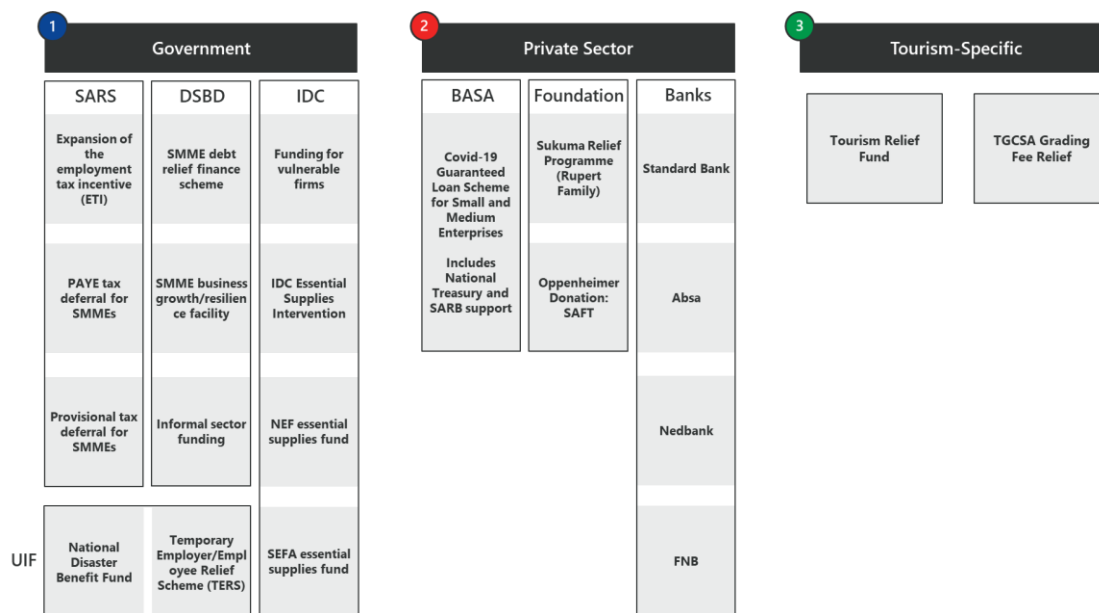 1
Government
SARS
Expansion of
the
employment
tax incentive
(ETI)
PAYE tax
deferral for
SMMEs
Provisional tax
deferral for
SMMEs
DSBD
SMME debt
relief finance
scheme
SMME business
growth/resilien
ce facility
Informal sector
funding
IDC
Funding for
vulnerable
firms
IDC Essential
Supplies
Intervention
NEF essential
supplies fund
SEFA essential
supplies fund
UIF
National
Disaster
Benefit Fund
Temporary
Employer/Empl
oyee Relief
Scheme (TERS)
2
Private Sector
BASA
Covid-19
Guaranteed
Loan Scheme
for Small and
Medium
Enterprises
Includes
National
Treasury and
SARB support
Foundation
Sukuma Relief
Programme
(Rupert
Family)
Oppenheimer
Donation:
SAFT
Banks
Standard Bank
Absa
Nedbank
FNB
3
Tourism-Specific
Tourism Relief
Fund
TGCSA Grading
Fee Relief